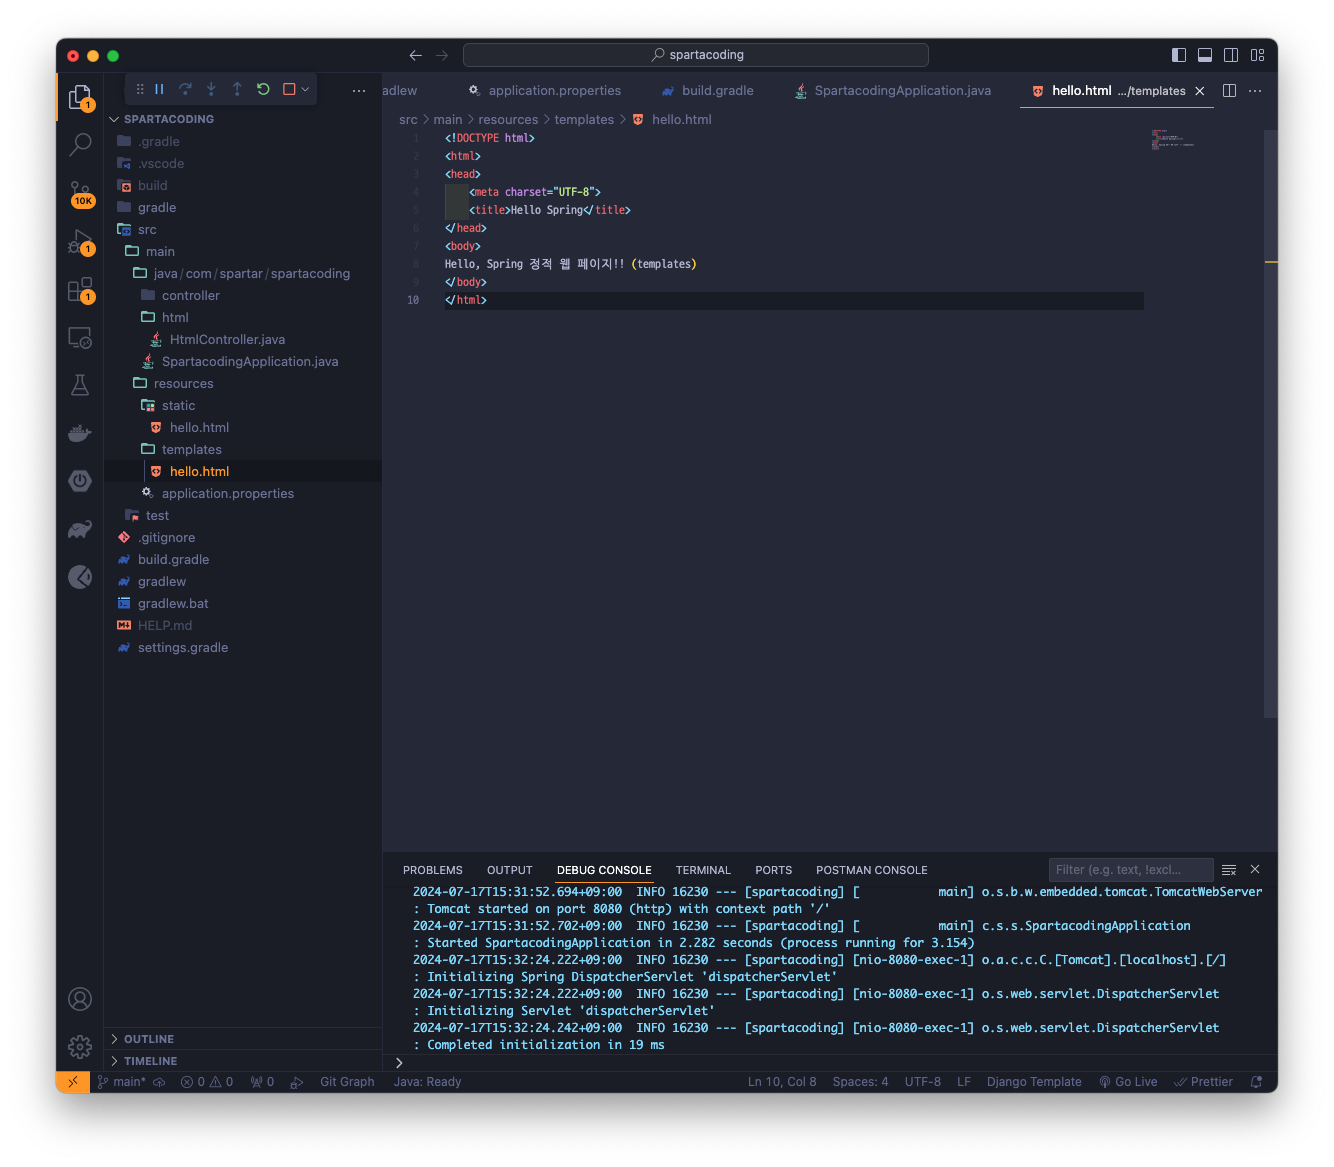 spartacoding
adlew
application.properties
build.gradle
SpartacodingApplication.java
hello.html .../templates
1
SPARTACODING
.gradle
.vscode
build
gradle
src
main
java/com/spartar/spartacoding
controller
html
HtmlController.java
SpartacodingApplication.java
resources
static
hello.html
templates
hello.html
application.properties
test
.gitignore
build.gradle
gradlew
gradlew.bat
HELP.md
settings.gradle
10K
1
1
OUTLINE
TIMELINE
src > main > resources > templates > hello.html
1 <!DOCTYPE html>
2 <html>
3 <head>
4 <meta charset="UTF-8">
5 <title>Hello Spring</title>
6 </head>
7 <body>
8 Hello, Spring 정적 웹 페이지!! (templates)
9 </body>
10 </html>
PROBLEMS OUTPUT DEBUG CONSOLE TERMINAL PORTS POSTMAN CONSOLE
Filter (e.g. text, !excl...
2024-07-17T15:31:52.694+09:00 INFO 16230 --- [spartacoding] [ main] o.s.b.w.embedded.tomcat.TomcatWebServer
: Tomcat started on port 8080 (http) with context path '/'
2024-07-17T15:31:52.702+09:00 INFO 16230 --- [spartacoding] [ main] c.s.s.SpartacodingApplication
: Started SpartacodingApplication in 2.282 seconds (process running for 3.154)
2024-07-17T15:32:24.222+09:00 INFO 16230 --- [spartacoding] [nio-8080-exec-1] o.a.c.c.C.[Tomcat].[localhost].[/]
: Initializing Spring DispatcherServlet 'dispatcherServlet'
2024-07-17T15:32:24.222+09:00 INFO 16230 --- [spartacoding] [nio-8080-exec-1] o.s.web.servlet.DispatcherServlet
: Initializing Servlet 'dispatcherServlet'
2024-07-17T15:32:24.242+09:00 INFO 16230 --- [spartacoding] [nio-8080-exec-1] o.s.web.servlet.DispatcherServlet
: Completed initialization in 19 ms
main* 0 0 0 Git Graph Java: Ready Ln 10, Col 8 Spaces: 4 UTF-8 LF Django Template Go Live Prettier